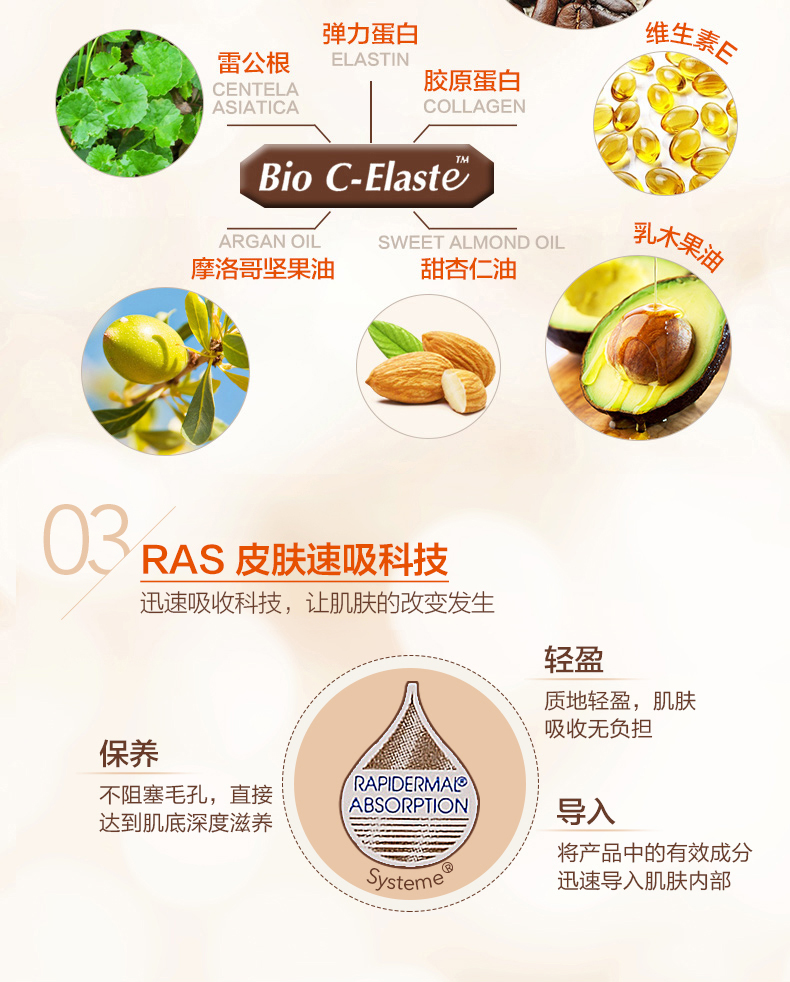 弹力蛋白
ELASTIN
维生素E
雷公根
CENTELA
ASIATICA
胶原蛋白
COLLAGEN
Bio C-Elaste™
ARGAN OIL
摩洛哥坚果油
SWEET ALMOND OIL
甜杏仁油
乳木果油
03
RAS 皮肤速吸科技
迅速吸收科技，让肌肤的改变发生
轻盈
质地轻盈，肌肤
吸收无负担
保养
不阻塞毛孔，直接
达到肌底深度滋养
RAPIDERMAL®
ABSORPTION
Systeme®
导入
将产品中的有效成分
迅速导入肌肤内部